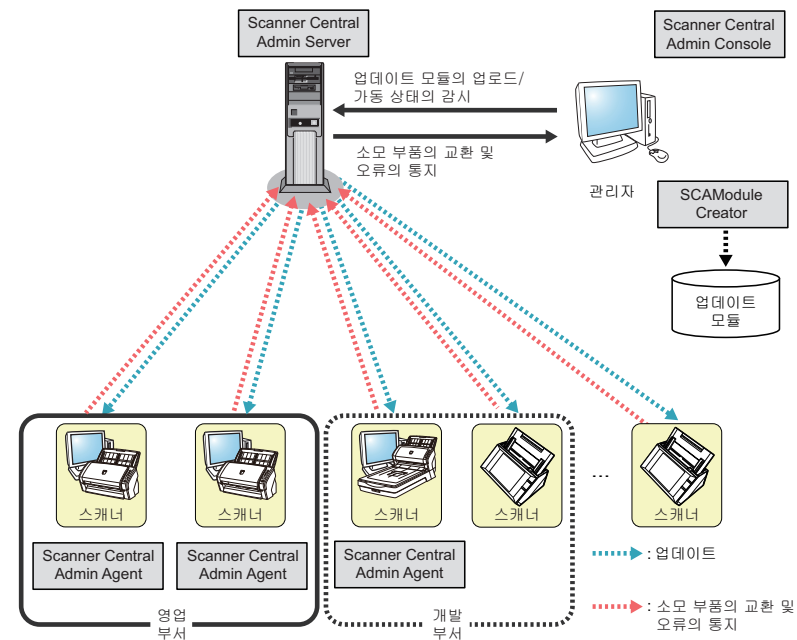 Scanner Central
Admin Server
Scanner Central
Admin Console
업데이트 모듈의 업로드/
가동 상태의 감시
소모 부품의 교환 및
오류의 통지
관리자
SCAModule
Creator
업데이트
모듈
스캐너
스캐너
스캐너
스캐너
...
스캐너
Scanner Central
Admin Agent
Scanner Central
Admin Agent
Scanner Central
Admin Agent
영업
부서
개발
부서
: 업데이트
: 소모 부품의 교환 및
오류의 통지